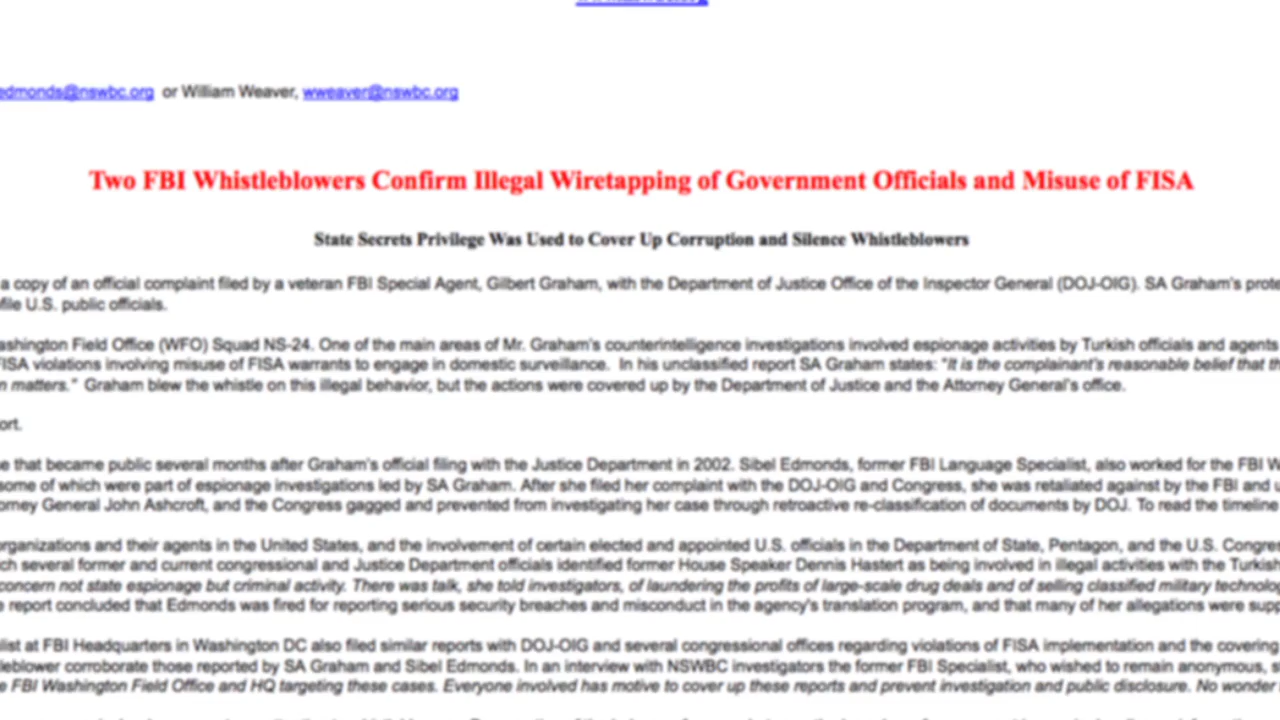 edmonds@nswbc.org or William Weaver, wweaver@nswbc.org
Two FBI Whistleblowers Confirm Illegal Wiretapping of Government Officials and Misuse of FISA
State Secrets Privilege Was Used to Cover Up Corruption and Silence Whistleblowers
a copy of an official complaint filed by a veteran FBI Special Agent, Gilbert Graham, with the Department of Justice Office of the Inspector General (DOJ-OIG). SA Graham's prote
file U.S. public officials.
ashington Field Office (WFO) Squad NS-24. One of the main areas of Mr. Graham's counterintelligence investigations involved espionage activities by Turkish officials and agents
FISA violations involving misuse of FISA warrants to engage in domestic surveillance. In his unclassified report SA Graham states: "It is the complainant's reasonable belief that th
n matters." Graham blew the whistle on this illegal behavior, but the actions were covered up by the Department of Justice and the Attorney General's office.
ort.
e that became public several months after Graham's official filing with the Justice Department in 2002. Sibel Edmonds, former FBI Language Specialist, also worked for the FBI W
some of which were part of espionage investigations led by SA Graham. After she filed her complaint with the DOJ-OIG and Congress, she was retaliated against by the FBI and u
orney General John Ashcroft, and the Congress gagged and prevented from investigating her case through retroactive re-classification of documents by DOJ. To read the timeline
organizations and their agents in the United States, and the involvement of certain elected and appointed U.S. officials in the Department of State, Pentagon, and the U.S. Congre
ch several former and current congressional and Justice Department officials identified former House Speaker Dennis Hastert as being involved in illegal activities with the Turkish
concern not state espionage but criminal activity. There was talk, she told investigators, of laundering the profits of large-scale drug deals and of selling classified military technolog
e report concluded that Edmonds was fired for reporting serious security breaches and misconduct in the agency's translation program, and that many of her allegations were supp
list at FBI Headquarters in Washington DC also filed similar reports with DOJ-OIG and several congressional offices regarding violations of FISA implementation and the covering
leblower corroborate those reported by SA Graham and Sibel Edmonds. In an interview with NSWBC investigators the former FBI Specialist, who wished to remain anonymous, s
e FBI Washington Field Office and HQ targeting these cases. Everyone involved has motive to cover up these reports and prevent investigation and public disclosure. No wonder